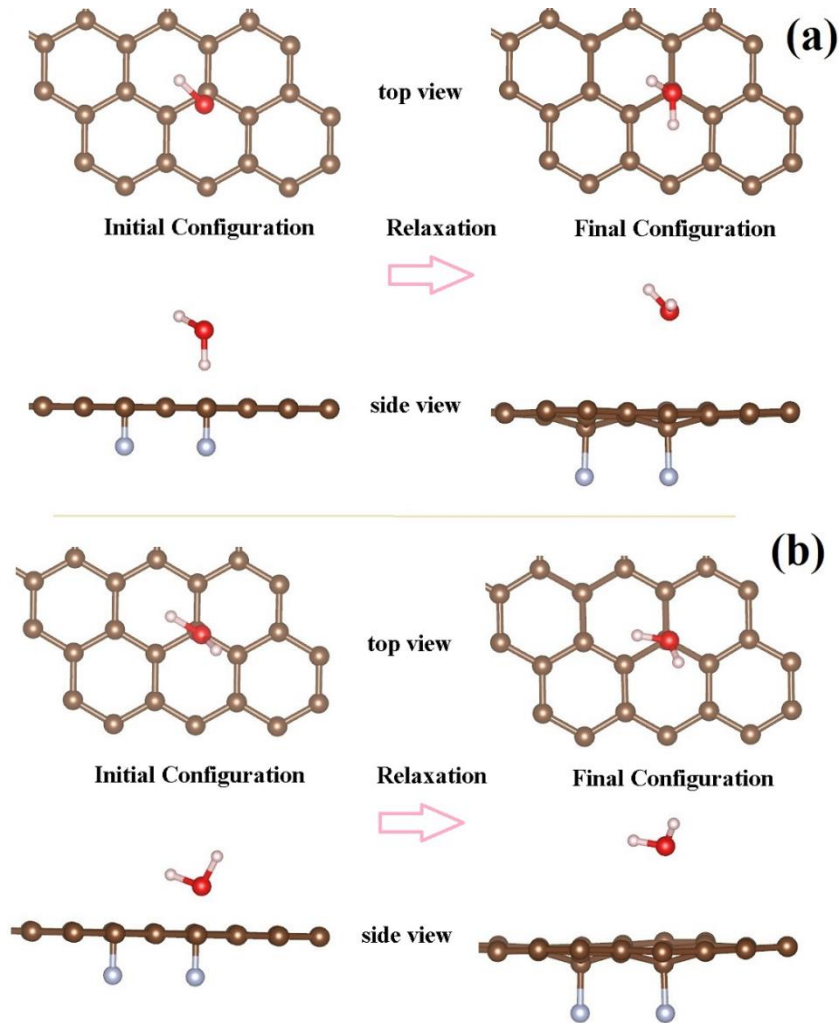 (a)
top view
Initial Configuration
Relaxation
Final Configuration
side view
(b)
top view
Initial Configuration
Relaxation
Final Configuration
side view